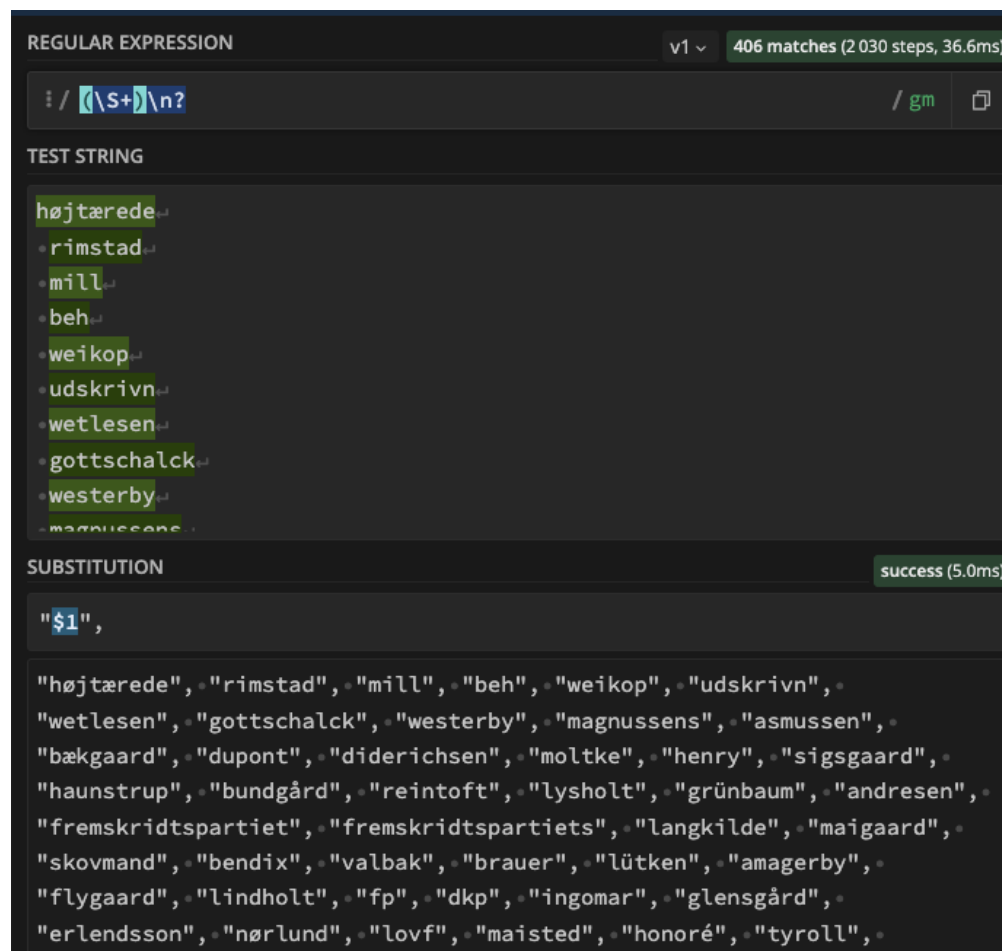 REGULAR EXPRESSION
v1 406 matches (2 030 steps, 36.6ms)
/ (\S+)\n? / gm
TEST STRING
højtærede
rimstad
mill
beh
weikop
udskrivn
wetlesen
gottschalck
westerby
magnussens
SUBSTITUTION
success (5.0ms)
"$1",
"højtærede", "rimstad", "mill", "beh", "weikop", "udskrivn",
"wetlesen", "gottschalck", "westerby", "magnussens", "asmussen",
"bækgaard", "dupont", "diderichsen", "moltke", "henry", "sigsgaard",
"haunstrup", "bundgård", "reintoft", "lysholt", "grünbaum", "andresen",
"fremskridtspartiet", "fremskridtspartiets", "langkilde", "maigaard",
"skovmand", "bendix", "valbak", "brauer", "lütken", "amagerby",
"flygaard", "lindholt", "fp", "dkp", "ingomar", "glensgård",
"erlendsson", "nørlund", "lovf", "maisted", "honoré", "tyroll",